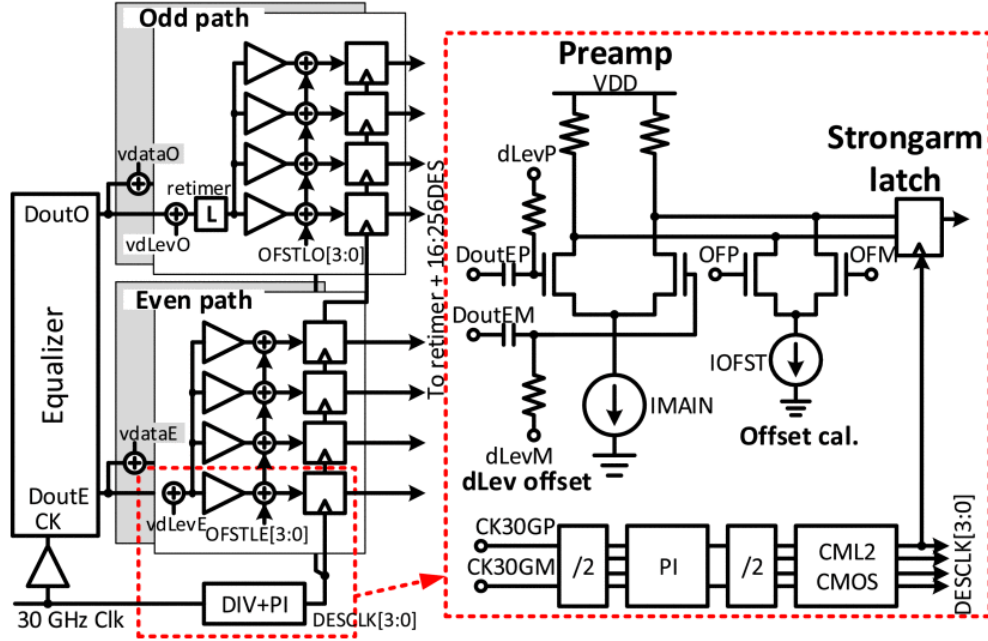 Odd path
vdataO
retimer
L
DoutO
vdLevO
OFSTLO[3:0]
Even path
Equalizer
vdataE
DoutE
CK
vdLevE
OFSTLE[3:0]
30 GHz Clk
DIV+PI
DESCLK[3:0]
To retimer + 16:256DES
Preamp
VDD
Strongarm
latch
dLevP
DoutEP
OFP
OFM
DoutEM
IOFST
IMAIN
dLevM
Offset cal.
dLev offset
CK30GP
CK30GM
/2
PI
/2
CML2
CMOS
DESCLK[3:0]